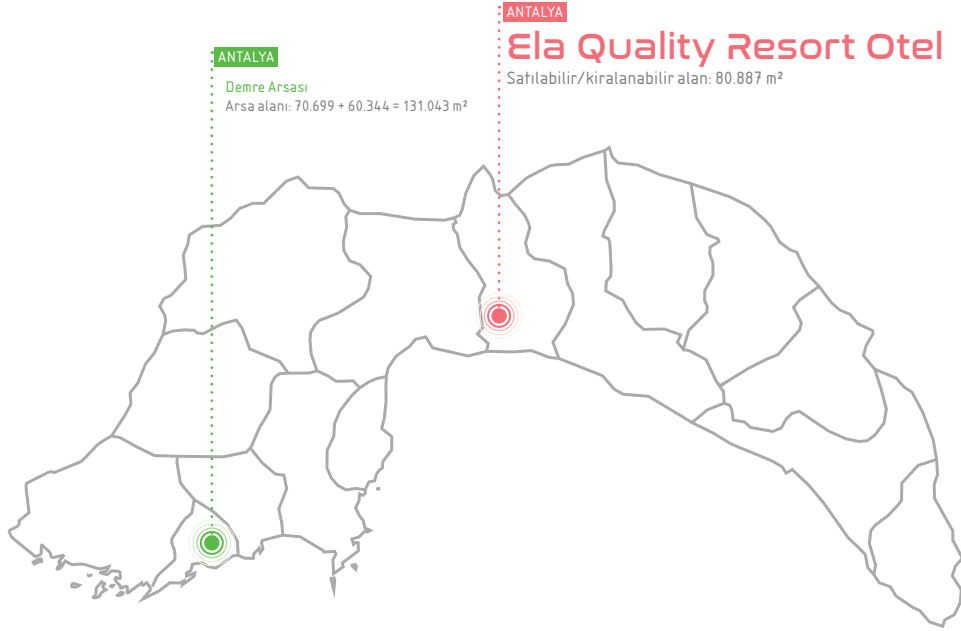 ANTALYA
Ela Quality Resort Otel
Satılabilir/kiralanabilir alan: 80.887 m²
ANTALYA
Demre Arsası
Arsa alanı: 70.699 + 60.344 = 131.043 m²